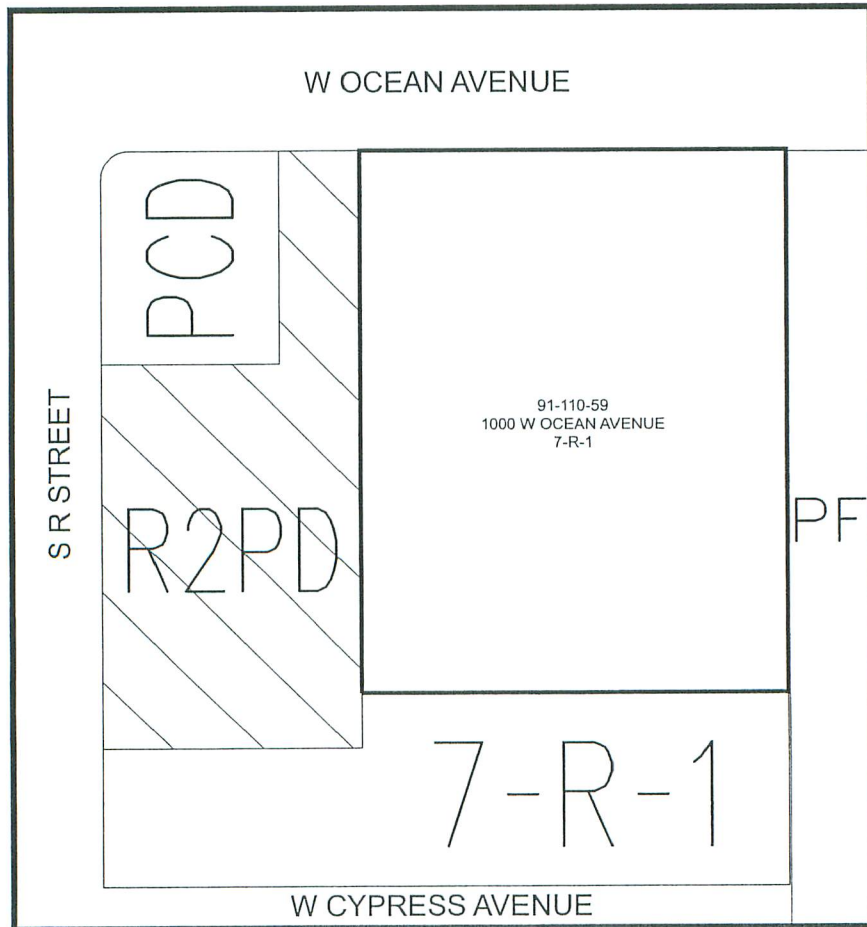 W OCEAN AVENUE
PCD
91-110-59
1000 W OCEAN AVENUE
7-R-1
S R STREET
R2PD
PF
7-R-1
W CYPRESS AVENUE